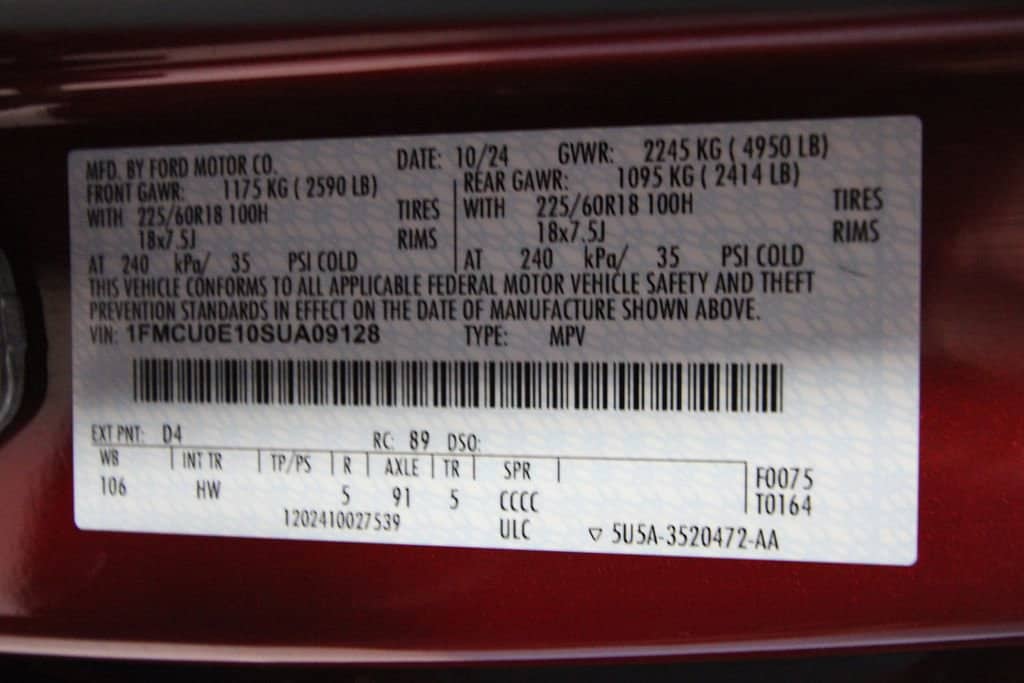 MFD. BY FORD MOTOR CO. DATE: 10/24 GVWR: 2245 KG ( 4950 LB)
FRONT GAWR: 1175 KG ( 2590 LB) REAR GAWR: 1095 KG ( 2414 LB)
WITH 225/60R18 100H TIRES WITH 225/60R18 100H TIRES
18x7.5J RIMS 18x7.5J RIMS
AT 240 kPa/ 35 PSI COLD AT 240 kPa/ 35 PSI COLD
THIS VEHICLE CONFORMS TO ALL APPLICABLE FEDERAL MOTOR VEHICLE SAFETY AND THEFT
PREVENTION STANDARDS IN EFFECT ON THE DATE OF MANUFACTURE SHOWN ABOVE.
VIN: 1FMCU0E10SUA09128 TYPE: MPV
EXT PNT: D4 RC: 89 DSO:
WB INT TR TP/PS R AXLE TR SPR F0075
106 HW 5 91 5 CCCC T0164
1202410027539 ULC ▽ 5U5A-3520472-AA